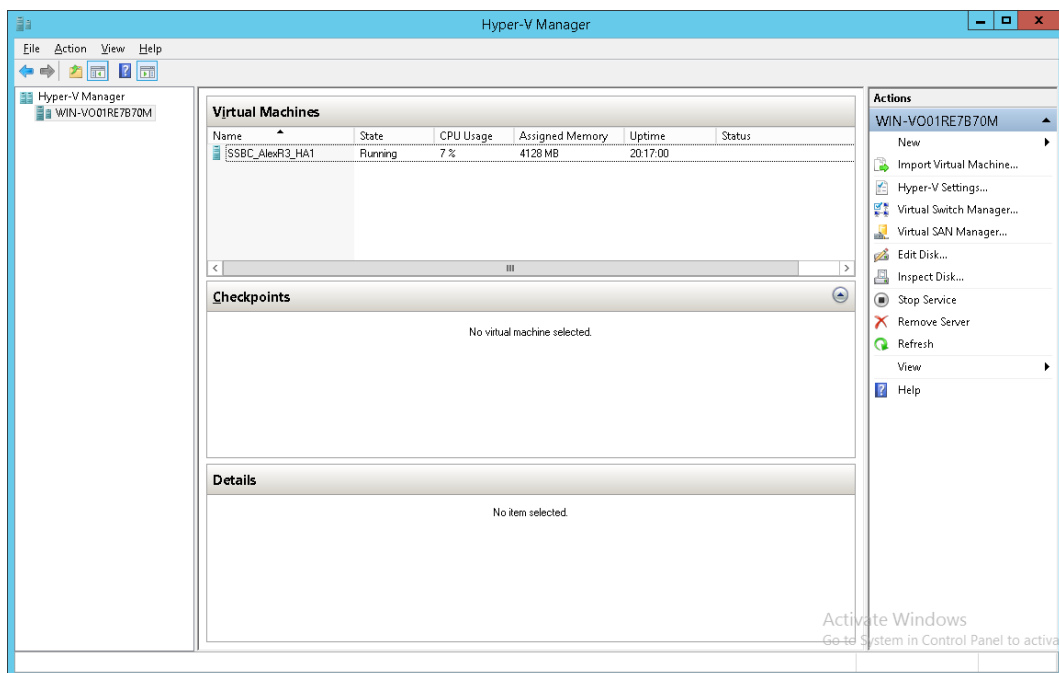 Hyper-V Manager
File Action View Help
Hyper-V Manager
WIN-VO01RE7B70M
Virtual Machines
Name State CPU Usage Assigned Memory Uptime Status
SSBC_AlexR3_HA1 Running 7 % 4128 MB 20:17:00
Checkpoints
No virtual machine selected.
Details
No item selected.
Actions
WIN-VO01RE7B70M
New
Import Virtual Machine...
Hyper-V Settings...
Virtual Switch Manager...
Virtual SAN Manager...
Edit Disk...
Inspect Disk...
Stop Service
Remove Server
Refresh
View
Help
Activate Windows
Go to System in Control Panel to activa